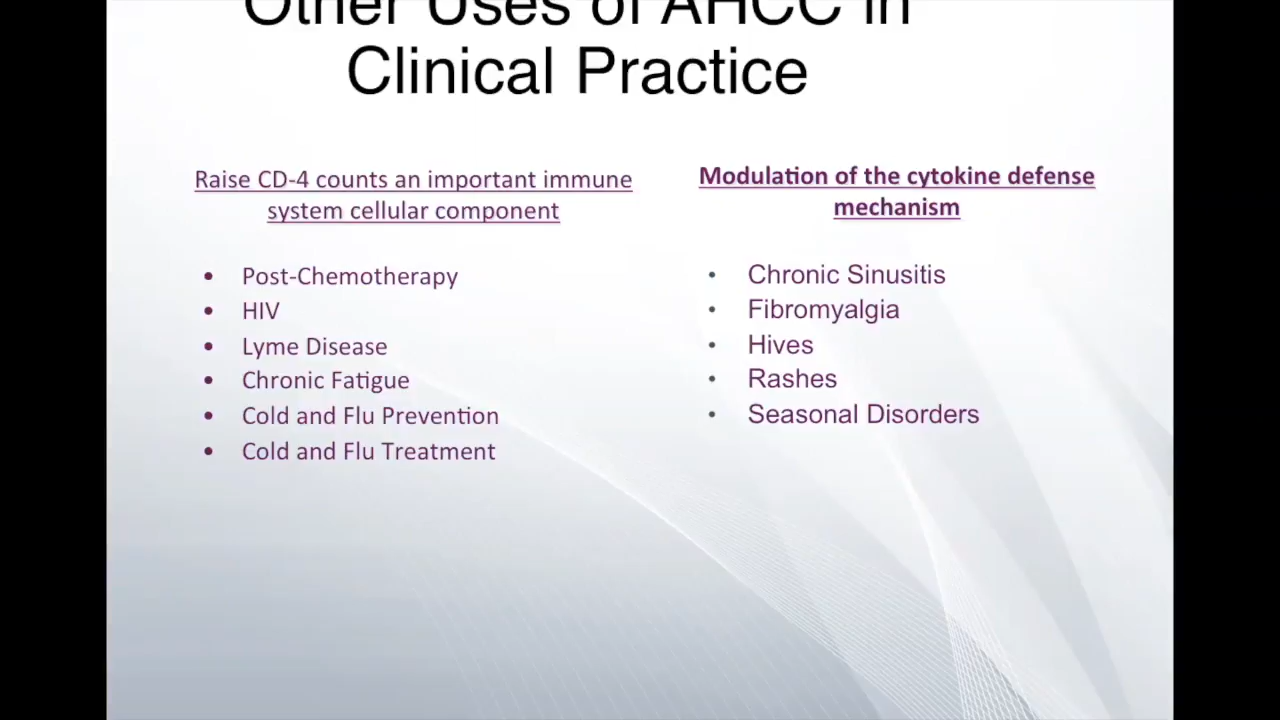 Other Uses of AHCC in
Clinical Practice
Raise CD-4 counts an important immune
system cellular component
• Post-Chemotherapy
• HIV
• Lyme Disease
• Chronic Fatigue
• Cold and Flu Prevention
• Cold and Flu Treatment
Modulation of the cytokine defense
mechanism
• Chronic Sinusitis
• Fibromyalgia
• Hives
• Rashes
• Seasonal Disorders